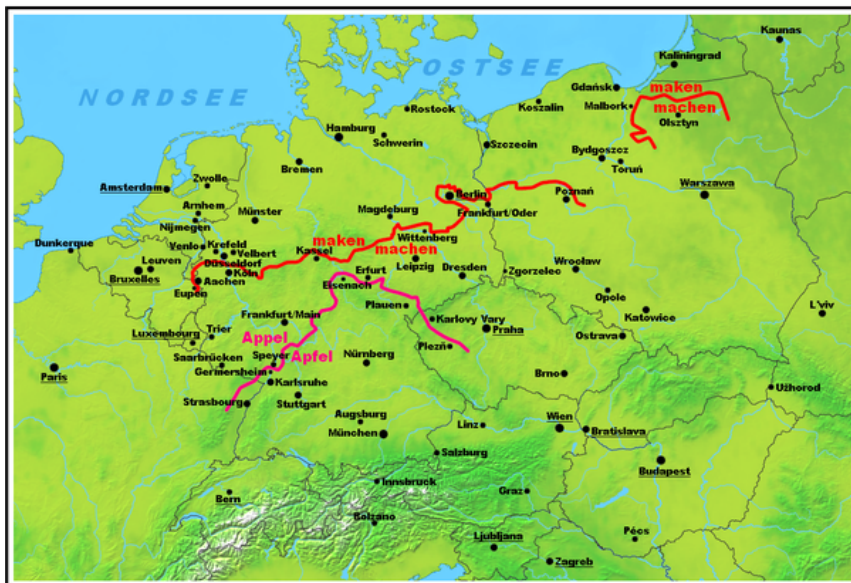 Kaunas
OSTSEE
Kaliningrad
NORDSEE
Gdańsk
maken
Rostock
Koszalin
Malbork
machen
Olsztyn
Hamburg
Schwerin
Szczecin
Bydgoszcz
Bremen
Toruń
Zwolle
Amsterdam
Berlin
Poznań
Warszawa
Arnhem
Magdeburg
Frankfurt/Oder
Nijmegen
Münster
Wittenberg
Dunkerque
Venlo
Krefeld
Velbert
maken
Kassel
machen
Leuven
Düsseldorf
Leipzig
Wrocław
Bruxelles
Köln
Erfurt
Dresden
Zgorzelec
Aachen
Eisenach
Eupen
Opole
Plauen
Katowice
Frankfurt/Main
Karlovy Vary
L'viv
Luxembourg
Trier
Appel
Praha
Ostrava
Saarbrücken
Speyer
Apfel
Plezň
Paris
Germersheim
Nürnberg
Brno
Karlsruhe
Užhorod
Strasbourg
Stuttgart
Augsburg
Linz
Wien
Bratislava
München
Salzburg
Budapest
Innsbruck
Bern
Graz
Bolzano
Pécs
Ljubljana
Zagreb